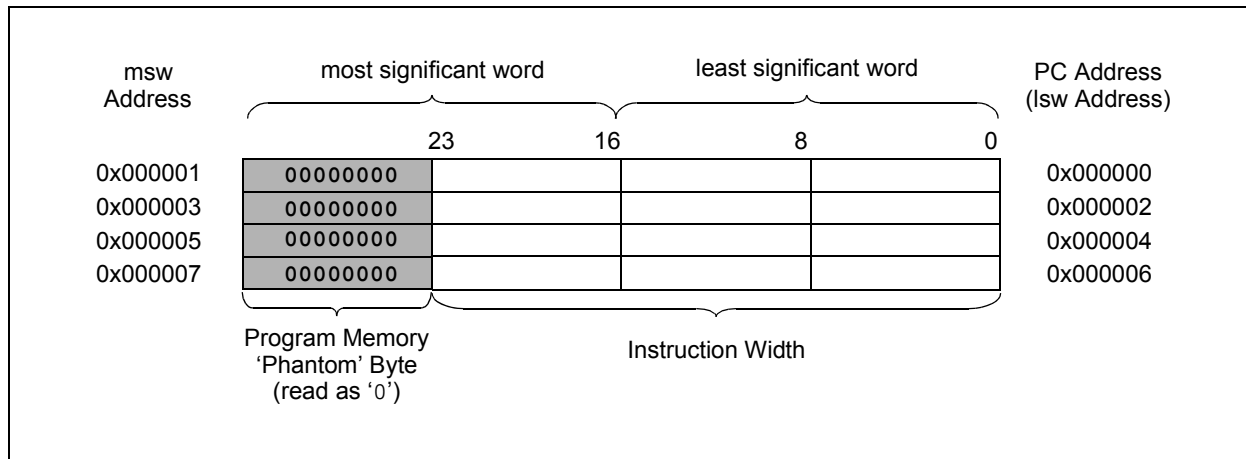 msw
Address
most significant word
least significant word
PC Address
(lsw Address)
23
16
8
0
0x000001
00000000
0x000000
0x000003
00000000
0x000002
0x000005
00000000
0x000004
0x000007
00000000
0x000006
Program Memory
‘Phantom’ Byte
(read as ‘0’)
Instruction Width